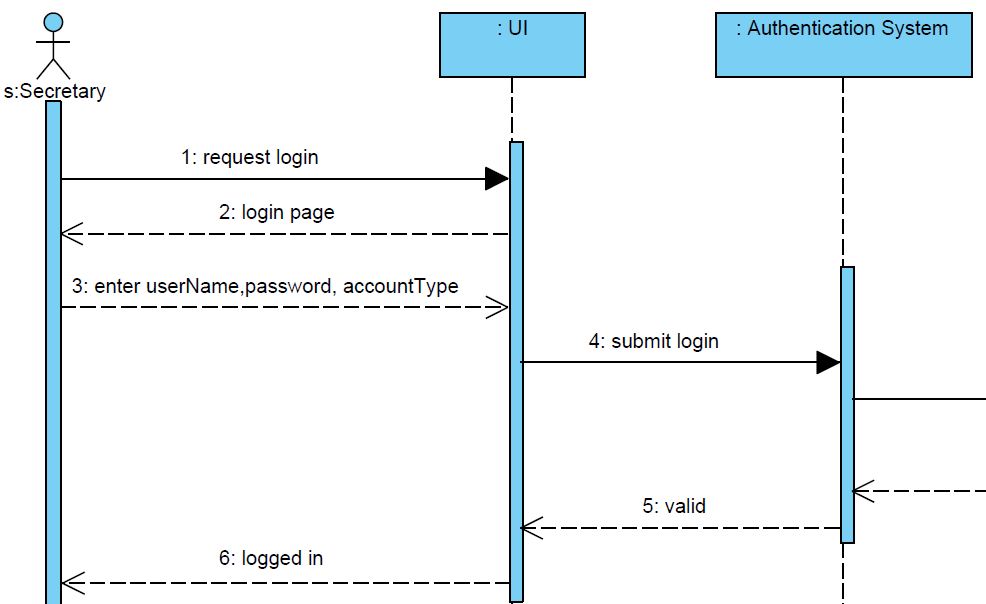 : UI
: Authentication System
s:Secretary
1: request login
2: login page
3: enter userName,password, accountType
4: submit login
5: valid
6: logged in